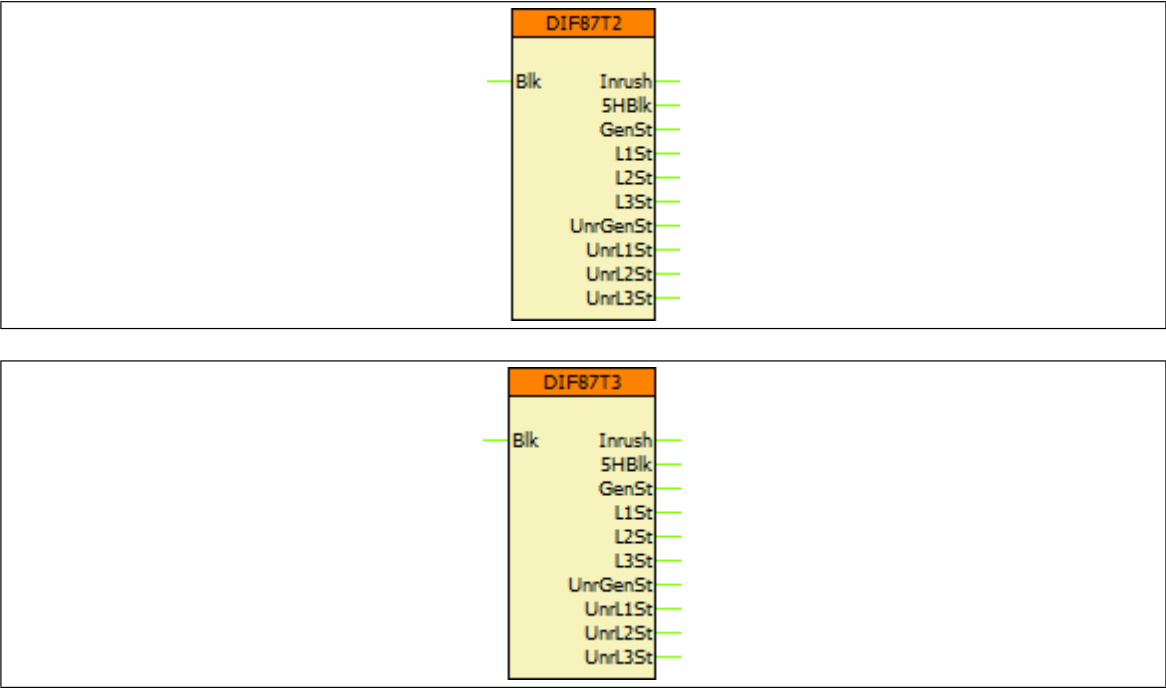 DIF87T2
Blk Inrush
5HBlk
GenSt
L1St
L2St
L3St
UnrGenSt
UnrL1St
UnrL2St
UnrL3St
DIF87T3
Blk Inrush
5HBlk
GenSt
L1St
L2St
L3St
UnrGenSt
UnrL1St
UnrL2St
UnrL3St